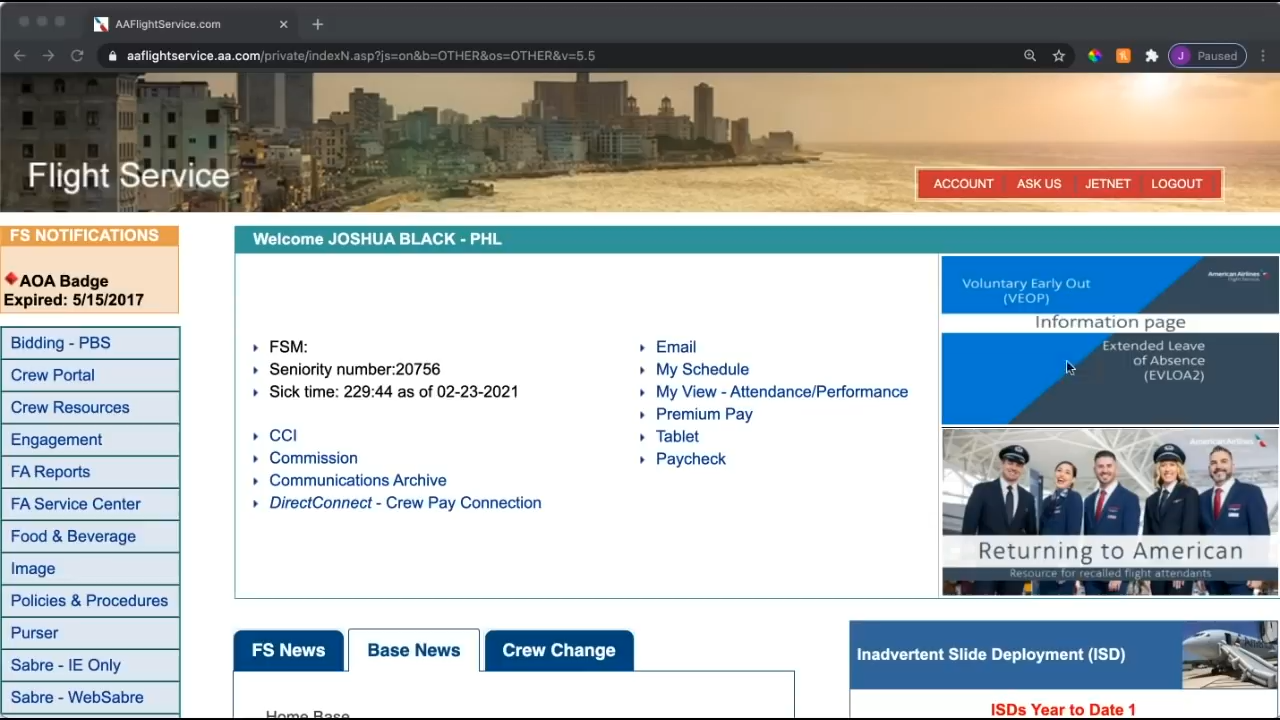 AAFlightService.com
aaflightservice.aa.com/private/indexN.asp?js=on&b=OTHER&os=OTHER&v=5.5
J Paused
Flight Service
ACCOUNT ASK US JETNET LOGOUT
FS NOTIFICATIONS
AOA Badge
Expired: 5/15/2017
Bidding - PBS
Crew Portal
Crew Resources
Engagement
FA Reports
FA Service Center
Food & Beverage
Image
Policies & Procedures
Purser
Sabre - IE Only
Sabre - WebSabre
Welcome JOSHUA BLACK - PHL
FSM:
Seniority number:20756
Sick time: 229:44 as of 02-23-2021
CCI
Commission
Communications Archive
DirectConnect - Crew Pay Connection
Email
My Schedule
My View - Attendance/Performance
Premium Pay
Tablet
Paycheck
American Airlines
Flight Service
Voluntary Early Out
(VEOP)
Information page
Extended Leave
of Absence
(EVLOA2)
American Airlines
Returning to American
Resource for recalled flight attendants
FS News
Base News
Crew Change
Home Base
Inadvertent Slide Deployment (ISD)
ISDs Year to Date 1